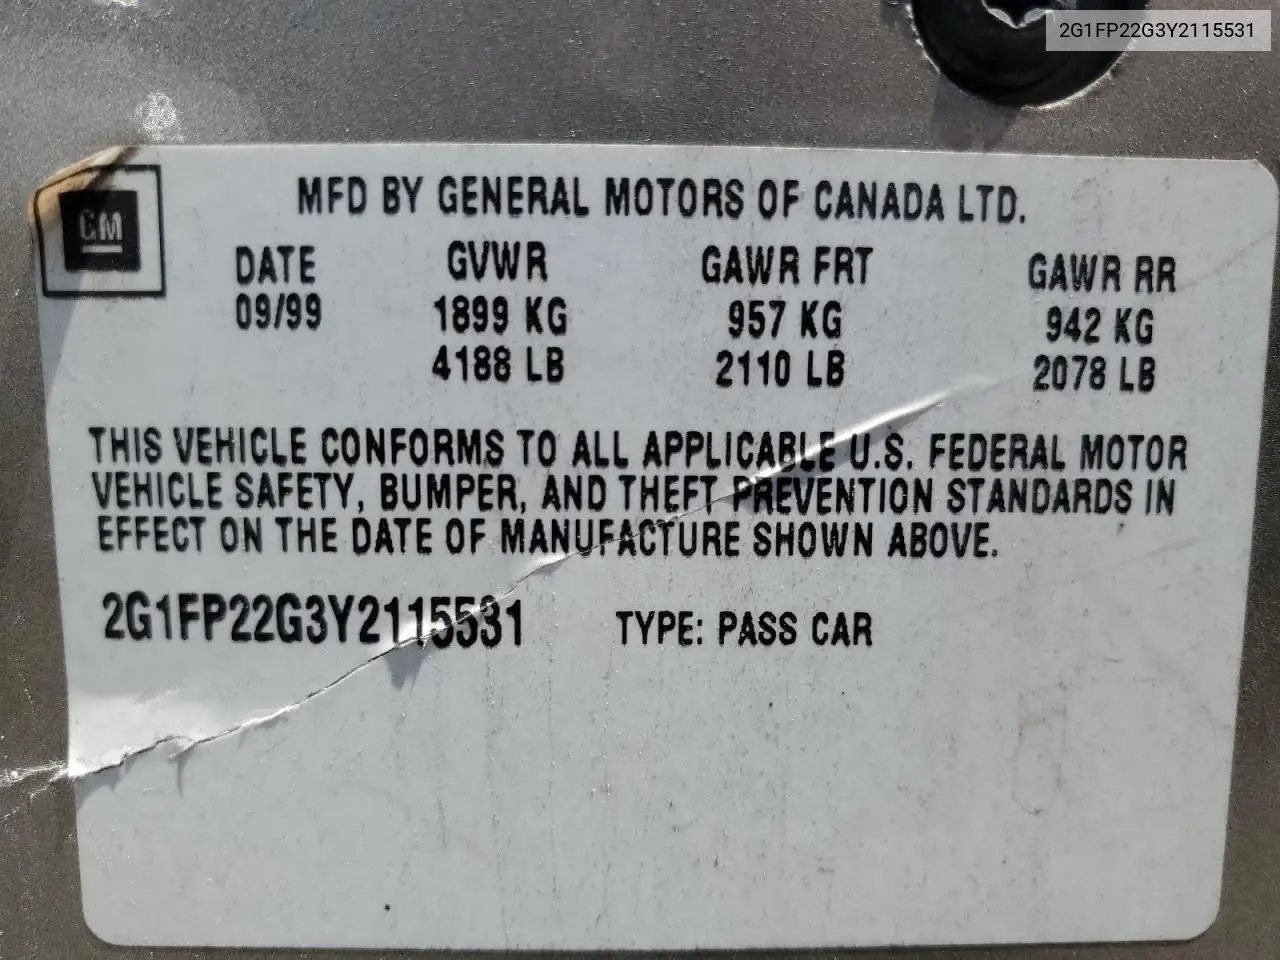 2G1FP22G3Y2115531
GM
MFD BY GENERAL MOTORS OF CANADA LTD.
DATE GVWR GAWR FRT GAWR RR
09/99 1899 KG 957 KG 942 KG
4188 LB 2110 LB 2078 LB
THIS VEHICLE CONFORMS TO ALL APPLICABLE U.S. FEDERAL MOTOR
VEHICLE SAFETY, BUMPER, AND THEFT PREVENTION STANDARDS IN
EFFECT ON THE DATE OF MANUFACTURE SHOWN ABOVE.
2G1FP22G3Y2115531 TYPE: PASS CAR